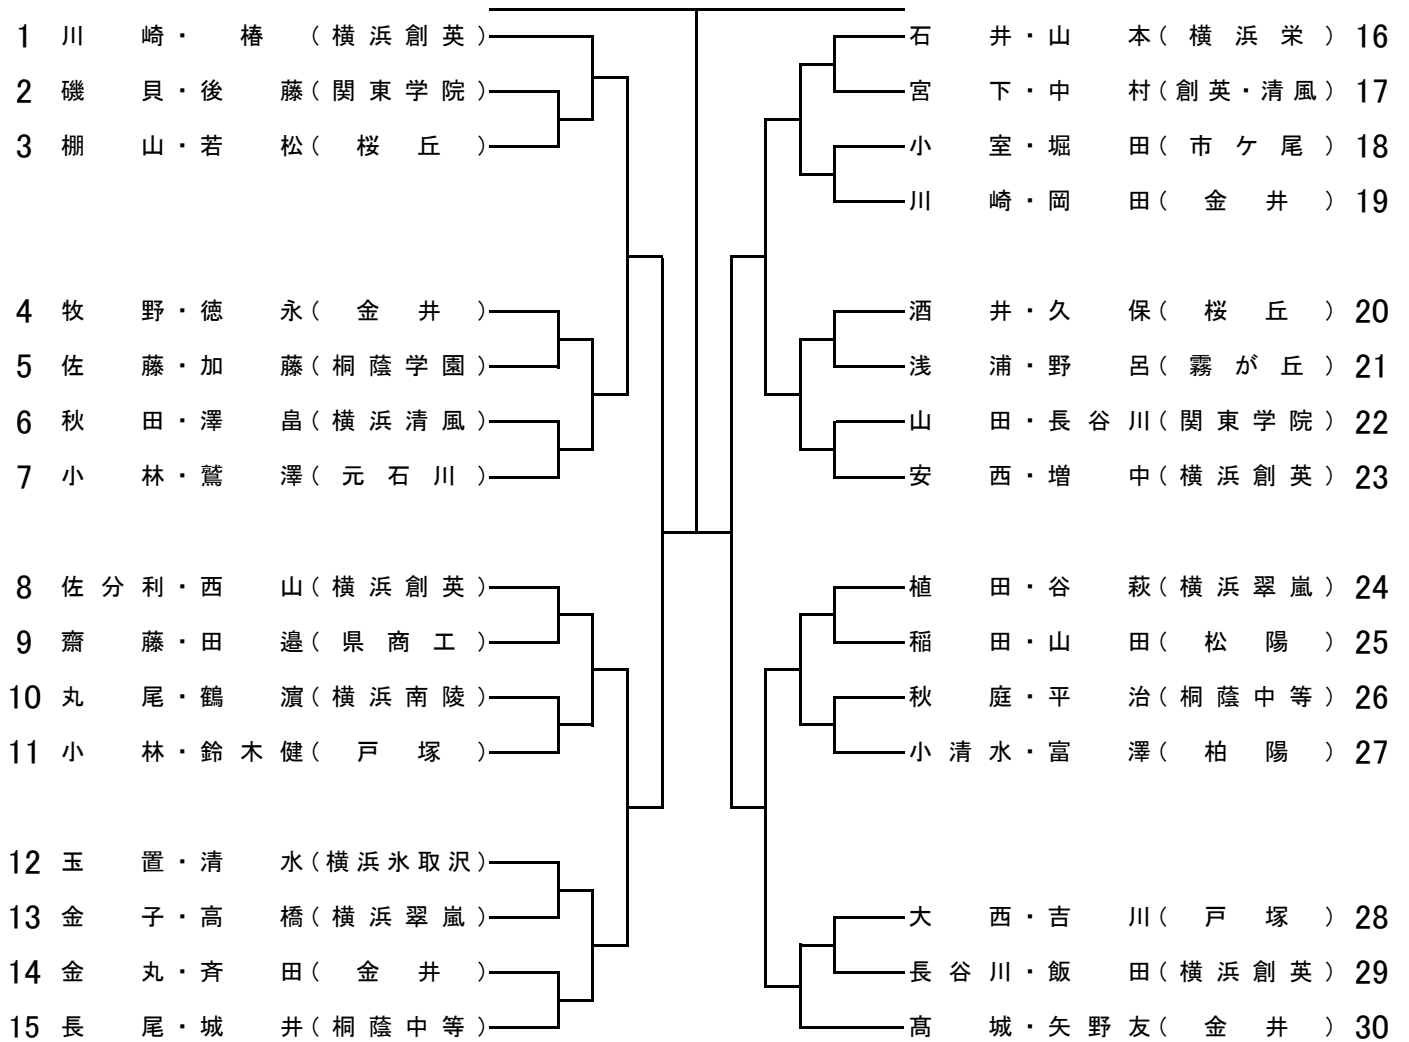 1 川崎・椿(横浜創英)
2 磯貝・後藤(関東学院)
3 棚山・若松(桜丘)
4 牧野・徳永(金井)
5 佐藤・加藤(桐蔭学園)
6 秋田・澤畠(横浜清風)
7 小林・鷲澤(元石川)
8 佐分利・西山(横浜創英)
9 齋藤・田邉(県商工)
10 丸尾・鶴濵(横浜南陵)
11 小林・鈴木健(戸塚)
12 玉置・清水(横浜氷取沢)
13 金子・高橋(横浜翠嵐)
14 金丸・斉田(金井)
15 長尾・城井(桐蔭中等)
石井・山本(横浜栄) 16
宮下・中村(創英・清風) 17
小室・堀田(市ケ尾) 18
川崎・岡田(金井) 19
酒井・久保(桜丘) 20
浅浦・野呂(霧が丘) 21
山田・長谷川(関東学院) 22
安西・増中(横浜創英) 23
植田・谷萩(横浜翠嵐) 24
稲田・山田(松陽) 25
秋庭・平治(桐蔭中等) 26
小清水・富澤(柏陽) 27
大西・吉川(戸塚) 28
長谷川・飯田(横浜創英) 29
髙城・矢野友(金井) 30